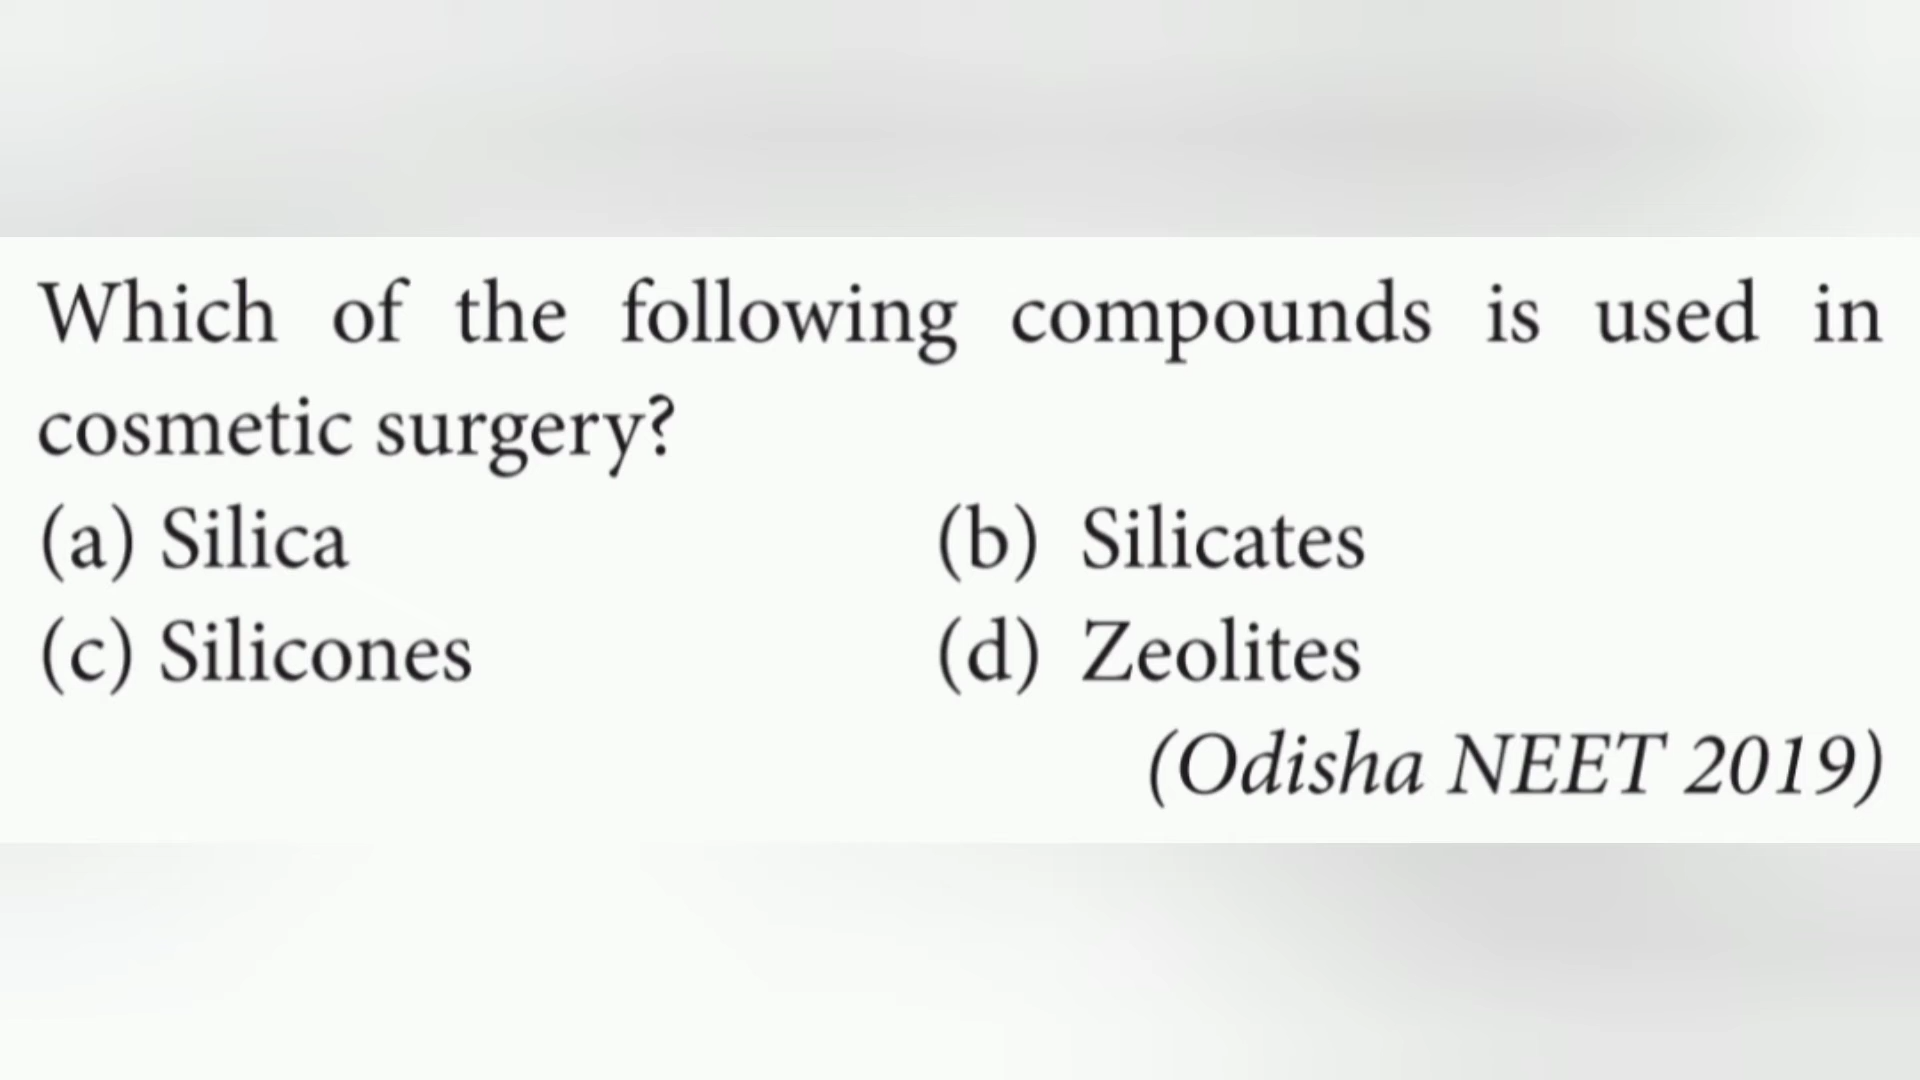 Which of the following compounds is used in
cosmetic surgery?
(a) Silica (b) Silicates
(c) Silicones (d) Zeolites
(Odisha NEET 2019)